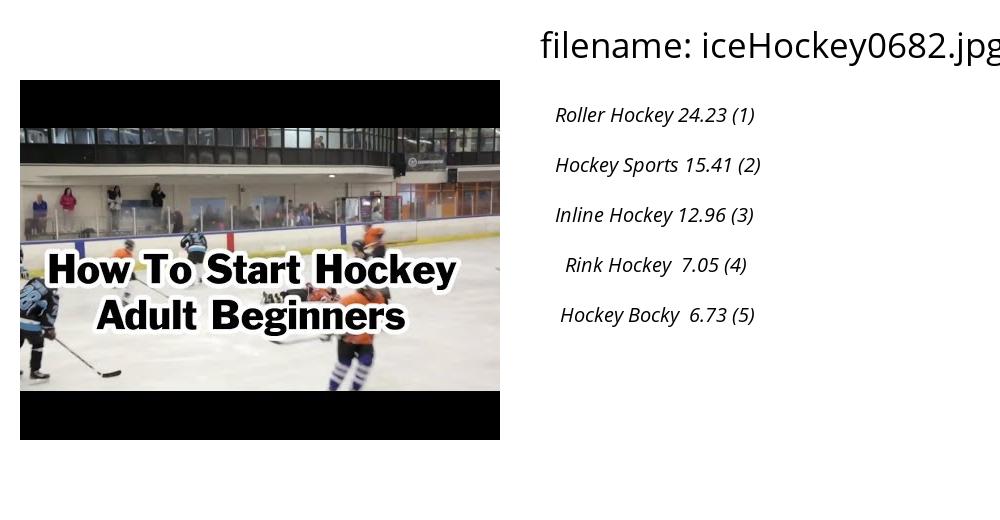 filename: iceHockey0682.jpg
Roller Hockey 24.23 (1)
Hockey Sports 15.41 (2)
Inline Hockey 12.96 (3)
Rink Hockey 7.05 (4)
Hockey Bocky 6.73 (5)
How To Start Hockey
Adult Beginners